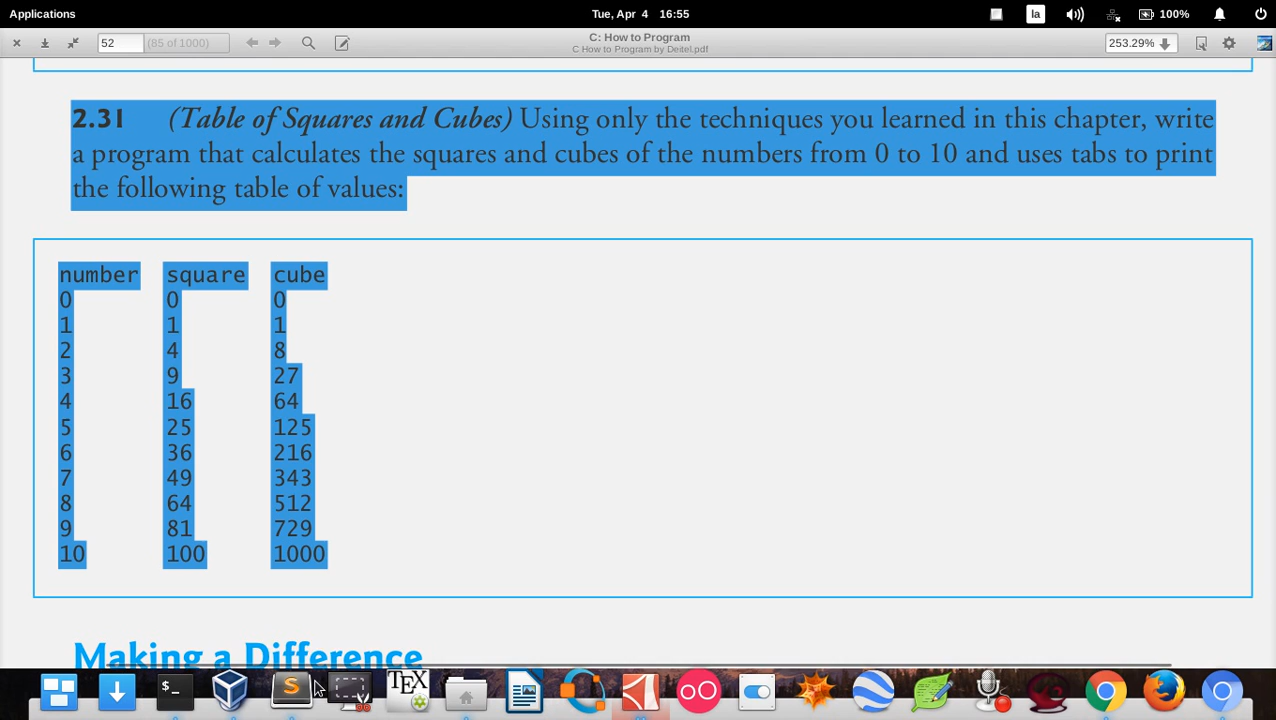 Applications
Tue, Apr 4 16:55
la
100%
52
(85 of 1000)
C: How to Program
C How to Program by Deitel.pdf
253.29%
2.31 (Table of Squares and Cubes) Using only the techniques you learned in this chapter, write
a program that calculates the squares and cubes of the numbers from 0 to 10 and uses tabs to print
the following table of values:
number square cube
0 0 0
1 1 1
2 4 8
3 9 27
4 16 64
5 25 125
6 36 216
7 49 343
8 64 512
9 81 729
10 100 1000
Making a Difference
>_
S
TEX